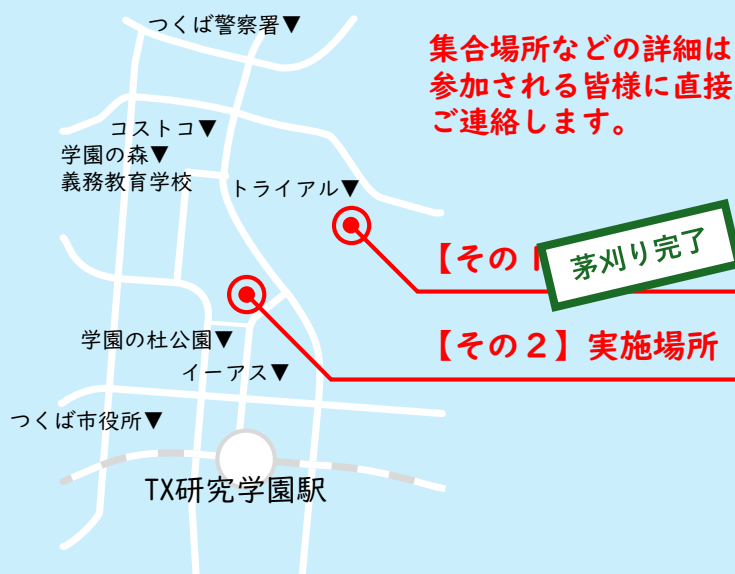 つくば警察署▼
集合場所などの詳細は
参加される皆様に直接
ご連絡します。
コストコ▼
学園の森▼
義務教育学校
トライアル▼
【その
茅刈り完了
【その２】実施場所
学園の杜公園▼
イーアス▼
つくば市役所▼
TX研究学園駅